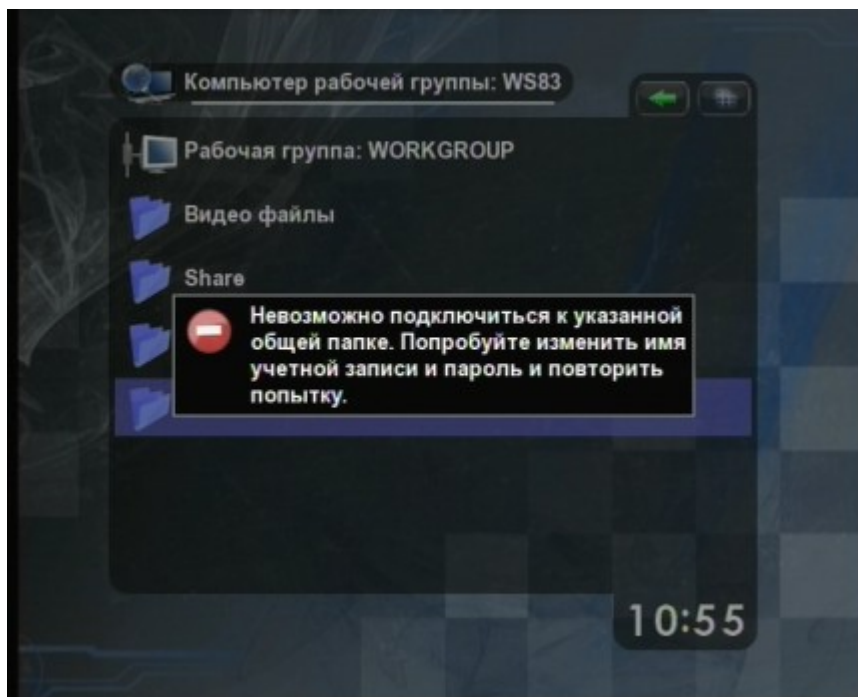 Компьютер рабочей группы: WS83
Рабочая группа: WORKGROUP
Видео файлы
Share
Невозможно подключиться к указанной
общей папке. Попробуйте изменить имя
учетной записи и пароль и повторить
попытку.
10:55